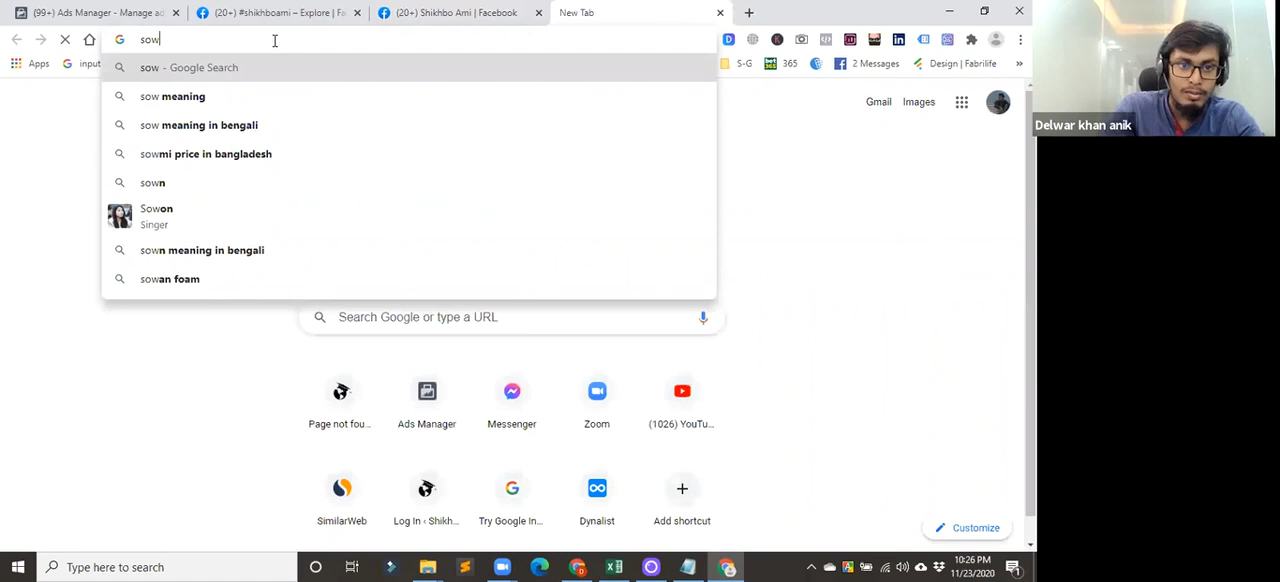 (99+) Ads Manager - Manage ad
(20+) #shikhboami – Explore | Fa
(20+) Shikhbo Ami | Facebook
New Tab
sow
Apps
input
S-G
365
2 Messages
Design | Fabrilife
sow - Google Search
sow meaning
sow meaning in bengali
sowmi price in bangladesh
sown
Sowon
Singer
sown meaning in bengali
sowan foam
Gmail
Images
Delwar khan anik
Search Google or type a URL
Page not fou...
Ads Manager
Messenger
Zoom
(1026) YouTu...
SimilarWeb
Log In ‹ Shikh...
Try Google In...
Dynalist
Add shortcut
Customize
Type here to search
10:26 PM
11/23/2020